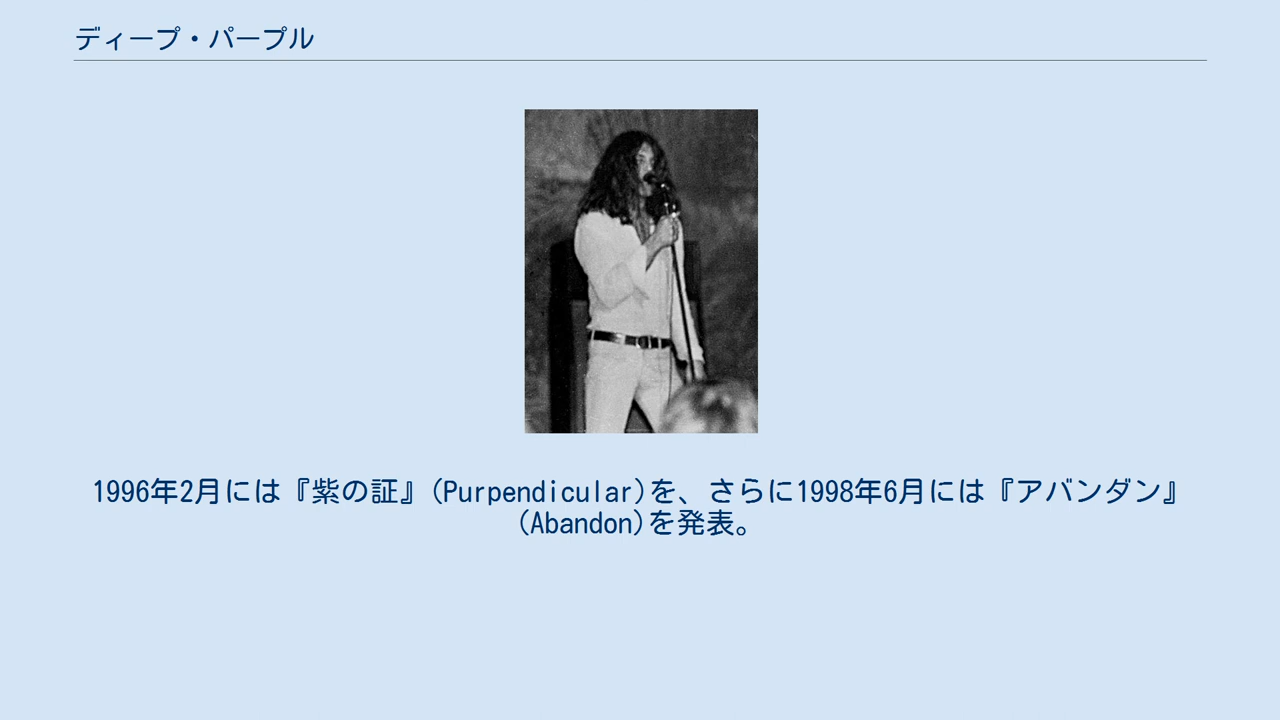 ディープ・パープル
1996年2月には『紫の証』(Purpendicular)を、さらに1998年6月には『アバンダン』
(Abandon)を発表。